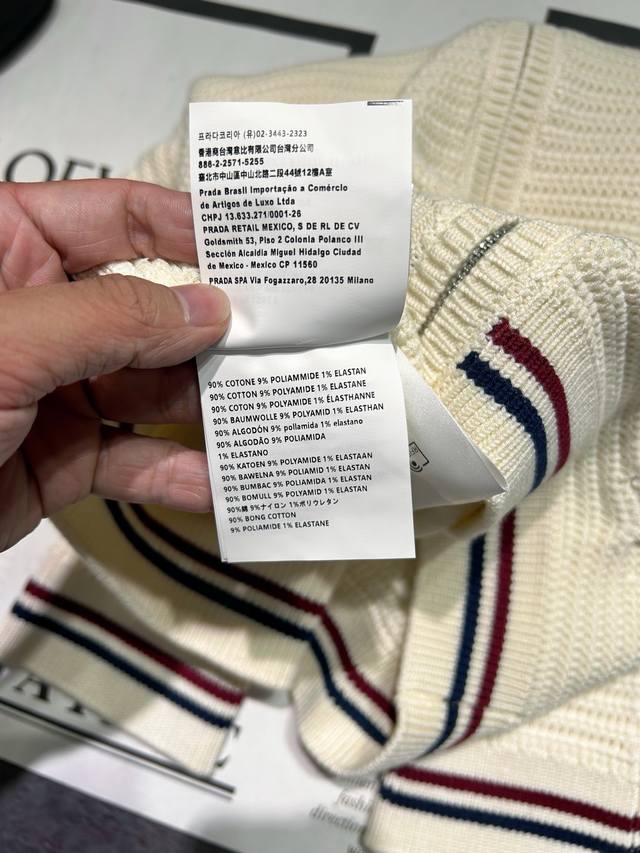 프라다코리아 (유)02-3443-2323
香港商台灣意比有限公司台灣分公司
886-2-2571-5255
臺北市中山區中山北路二段44號12樓A室
Prada Brasil Importação a Comércio
de Artigos de Luxo Ltda
CHPJ 13.633.271/0001-26
PRADA RETAIL MEXICO, S DE RL DE CV
Goldsmith 53, Piso 2 Colonia Polanco III
Sección Alcaidia Miguel Hidalgo Ciudad
de Mexico - Mexico CP 11560
PRADA SPA Via Fogazzaro,28 20135 Milano
90% COTONE 9% POLIAMMIDE 1% ELASTAN
90% COTTON 9% POLYAMIDE 1% ELASTANE
90% COTON 9% POLYAMIDE 1% ÉLASTHANNE
90% BAUMWOLLE 9% POLYAMID 1% ELASTHAN
90% ALGODÓN 9% poliamida 1% elastano
90% ALGODÃO 9% POLIAMIDA
1% ELASTANO
90% KATOEN 9% POLYAMIDE 1% ELASTAAN
90% BAWELNA 9% POLIAMID 1% ELASTAN
90% BUMBAC 9% POLIAMIDA 1% ELASTAN
90% BOMULL 9% POLYAMID 1% ELASTAN
90%綿 9%ナイロン 1%ポリウレタン
90% BONG COTTON
9% POLIAMIDE 1% ELASTANE